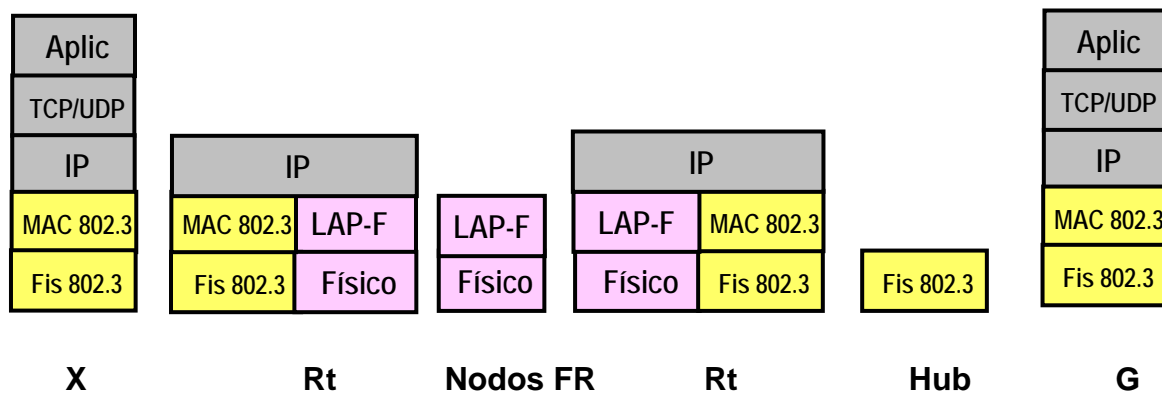 Aplic
TCP/UDP
IP
MAC 802.3
Fis 802.3
X
IP
MAC 802.3 LAP-F
Fis 802.3 Físico
Rt
LAP-F
Físico
Nodos FR
IP
LAP-F MAC 802.3
Físico Fis 802.3
Rt
Fis 802.3
Hub
Aplic
TCP/UDP
IP
MAC 802.3
Fis 802.3
G